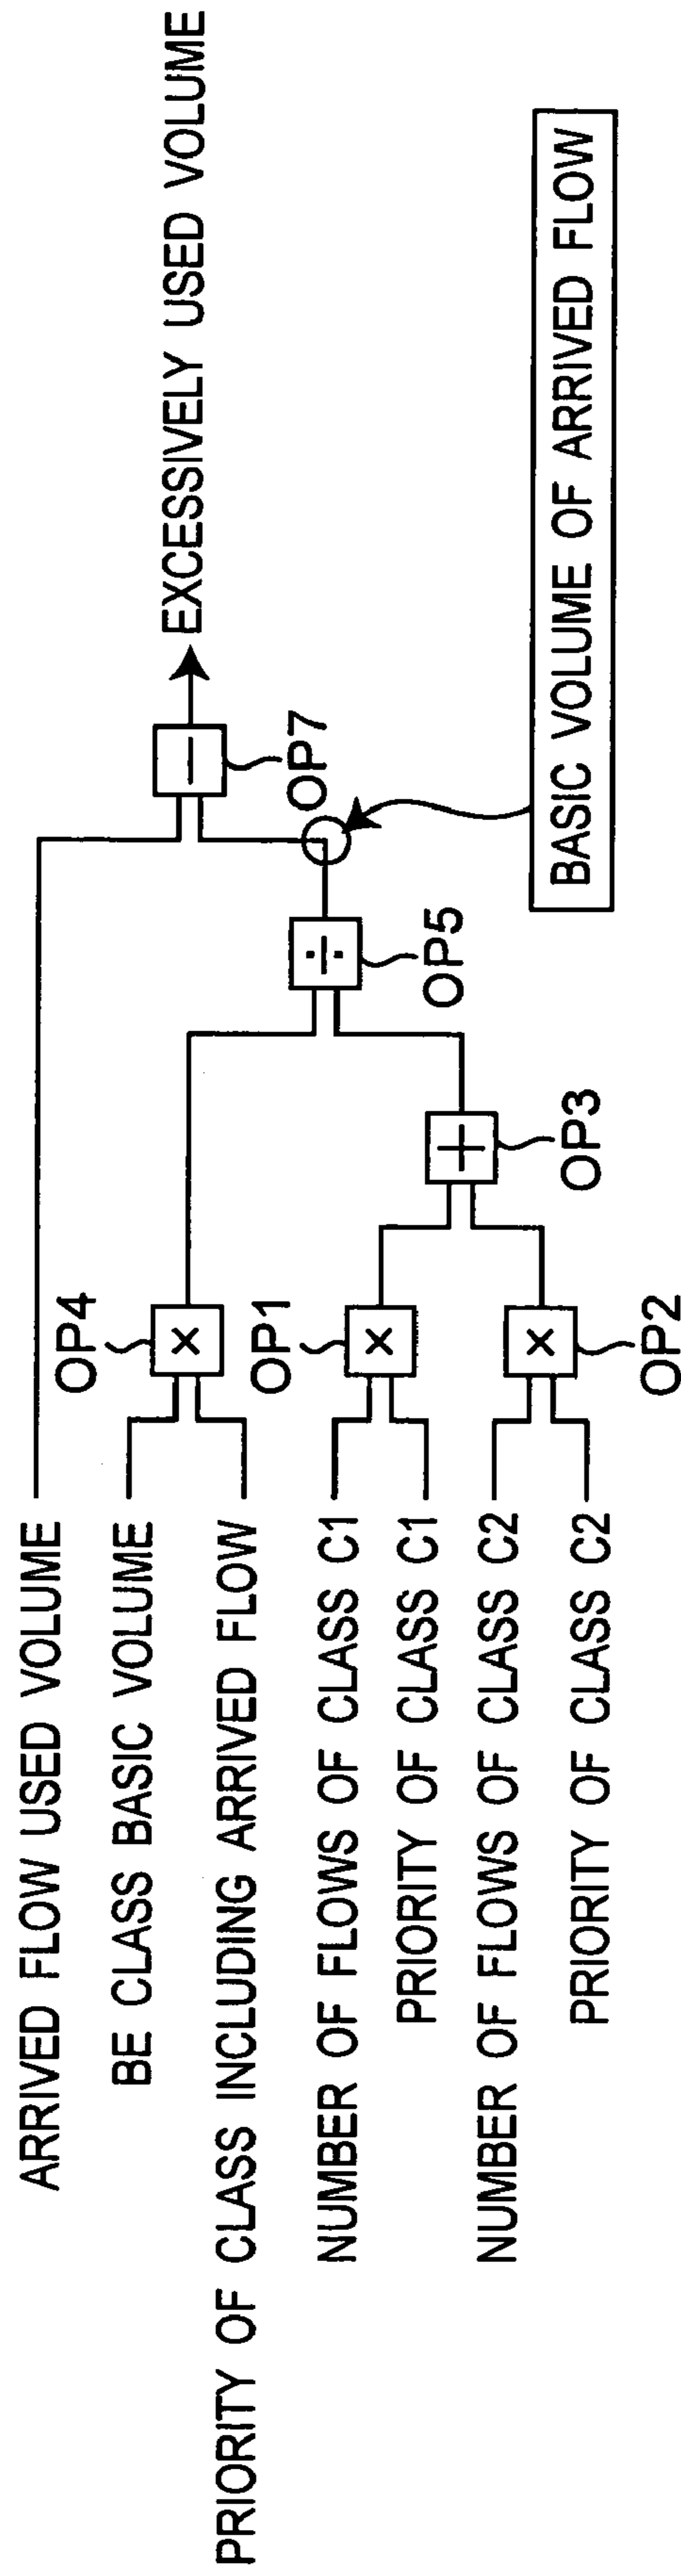 ARRIVED FLOW USED VOLUME
BE CLASS BASIC VOLUME
PRIORITY OF CLASS INCLUDING ARRIVED FLOW
NUMBER OF FLOWS OF CLASS C1
PRIORITY OF CLASS C1
NUMBER OF FLOWS OF CLASS C2
PRIORITY OF CLASS C2
OP4
×
OP1
×
×
OP2
+
OP3
÷
OP5
−
OP7
EXCESSIVELY USED VOLUME
BASIC VOLUME OF ARRIVED FLOW